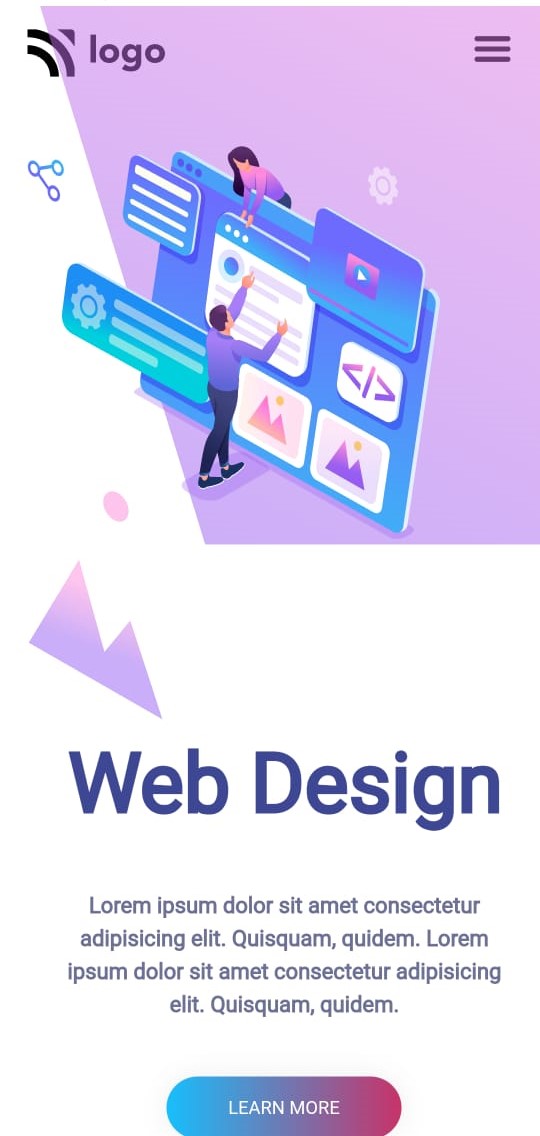 logo
</>
Web Design
Lorem ipsum dolor sit amet consectetur
adipisicing elit. Quisquam, quidem. Lorem
ipsum dolor sit amet consectetur adipisicing
elit. Quisquam, quidem.
LEARN MORE